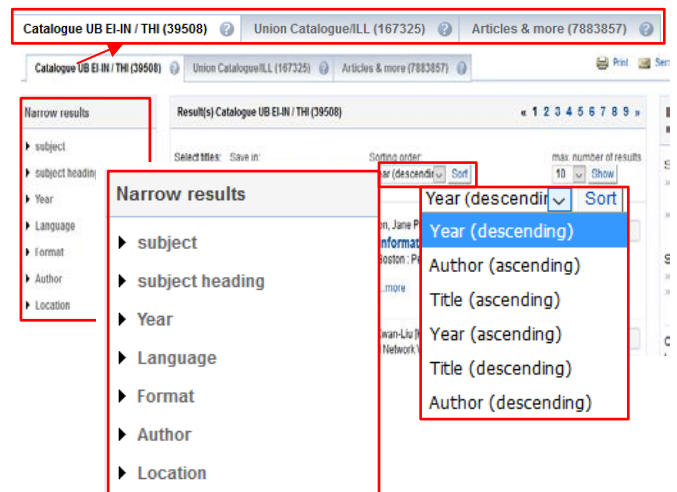 Catalogue UB EI-IN / THI (39508) Union Catalogue/ILL (167325) Articles & more (7883857)
Catalogue UB EI-IN / THI (39508) Union Catalogue/ILL (167325) Articles & more (7883857) Print
Narrow results
subject
subject heading
Year
Language
Format
Author
Location
Result(s) Catalogue UB EI-IN / THI (39508) « 1 2 3 4 5 6 7 8 9 »
Select titles: Save in: Sorting order: max. number of results
Sort 10 Show
Jane
Boston :
...more
Network
Narrow results
subject
subject heading
Year
Language
Format
Author
Location
Year (descendin Sort
Year (descending)
Author (ascending)
Title (ascending)
Year (ascending)
Title (descending)
Author (descending)